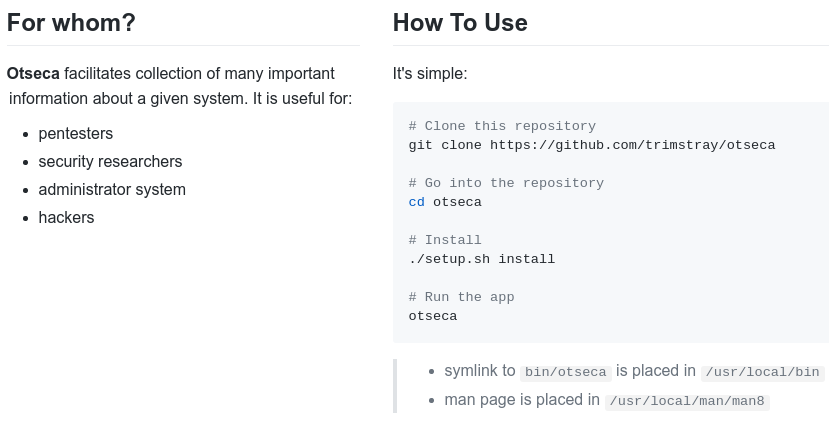 For whom?
Otseca facilitates collection of many important
information about a given system. It is useful for:
• pentesters
• security researchers
• administrator system
• hackers
How To Use
It's simple:
# Clone this repository
git clone https://github.com/trimstray/otseca
# Go into the repository
cd otseca
# Install
./setup.sh install
# Run the app
otseca
• symlink to bin/otseca is placed in /usr/local/bin
• man page is placed in /usr/local/man/man8